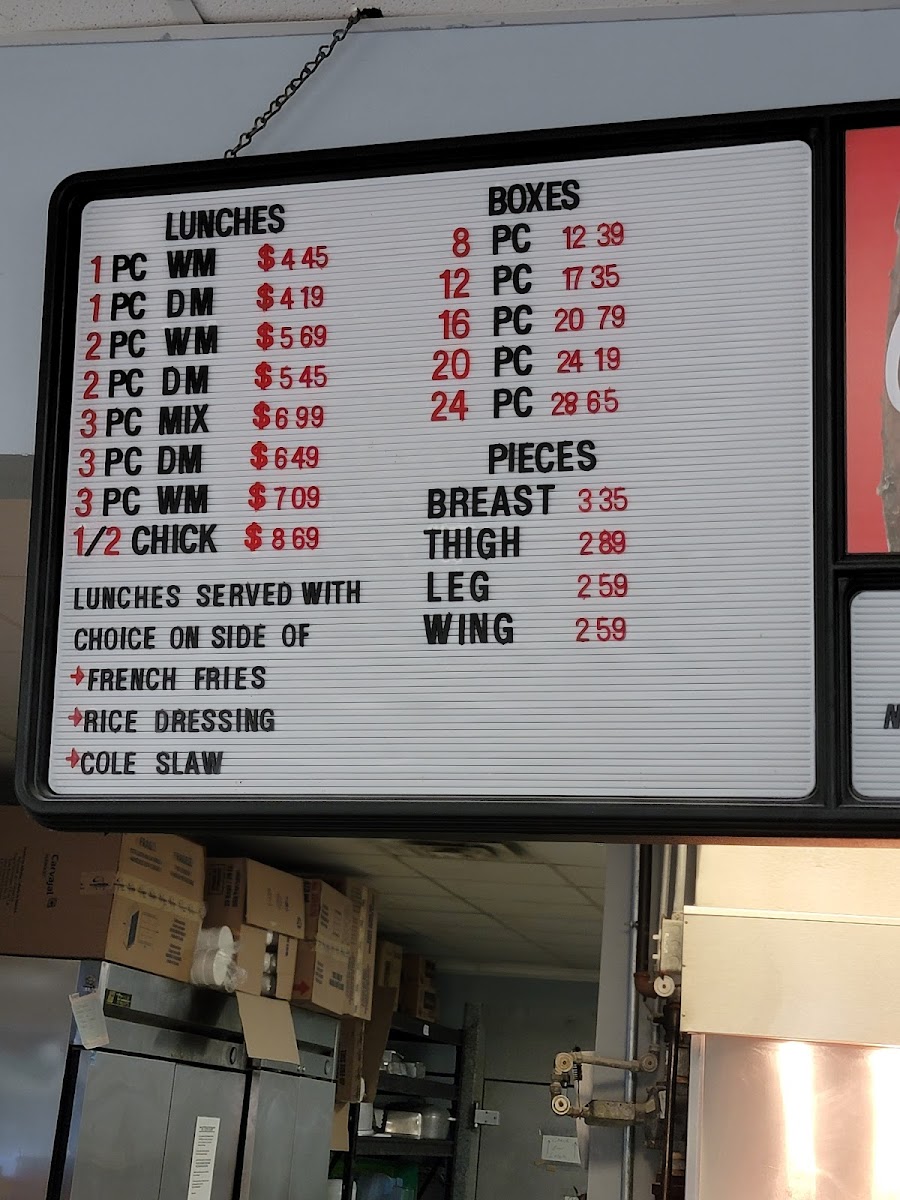 LUNCHES
1 PC WM $4 45
1 PC DM $4 19
2 PC WM $5 69
2 PC DM $5 45
3 PC MIX $6 99
3 PC DM $6 49
3 PC WM $7 09
1/2 CHICK $8 69
LUNCHES SERVED WITH
CHOICE ON SIDE OF
→FRENCH FRIES
→RICE DRESSING
→COLE SLAW
BOXES
8 PC 12 39
12 PC 17 35
16 PC 20 79
20 PC 24 19
24 PC 28 65
PIECES
BREAST 3 35
THIGH 2 89
LEG 2 59
WING 2 59
N
Carvajal